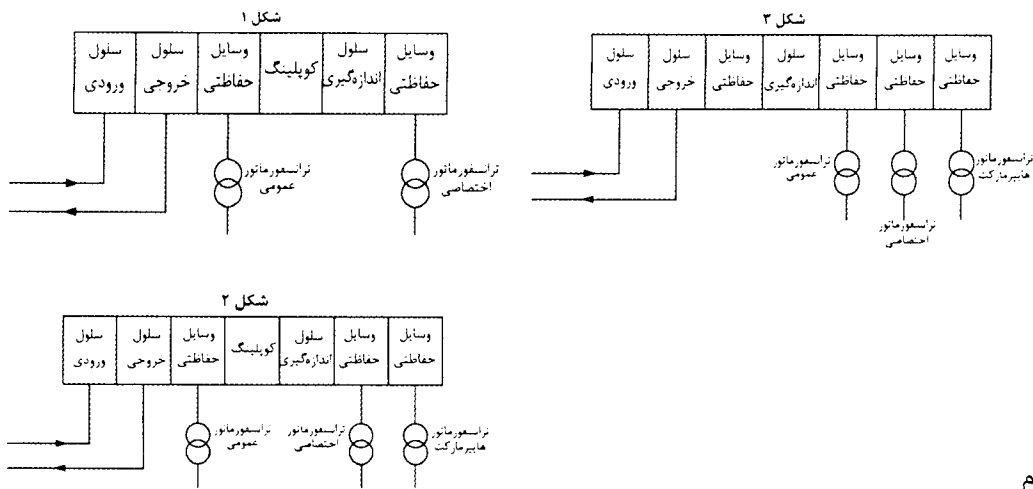 شکل ۱
سلول ورودی
سلول خروجی
وسایل حفاظتی
کوپلینگ
سلول اندازه‌گیری
وسایل حفاظتی
ترانسفورماتور عمومی
ترانسفورماتور اختصاصی
شکل ۳
سلول ورودی
سلول خروجی
وسایل حفاظتی
سلول اندازه‌گیری
وسایل حفاظتی
وسایل حفاظتی
وسایل حفاظتی
ترانسفورماتور عمومی
ترانسفورماتور اختصاصی
ترانسفورماتور هایپرمارکت
شکل ۲
سلول ورودی
سلول خروجی
وسایل حفاظتی
کوپلینگ
سلول اندازه‌گیری
وسایل حفاظتی
وسایل حفاظتی
ترانسفورماتور عمومی
ترانسفورماتور اختصاصی
ترانسفورماتور هایپرمارکت